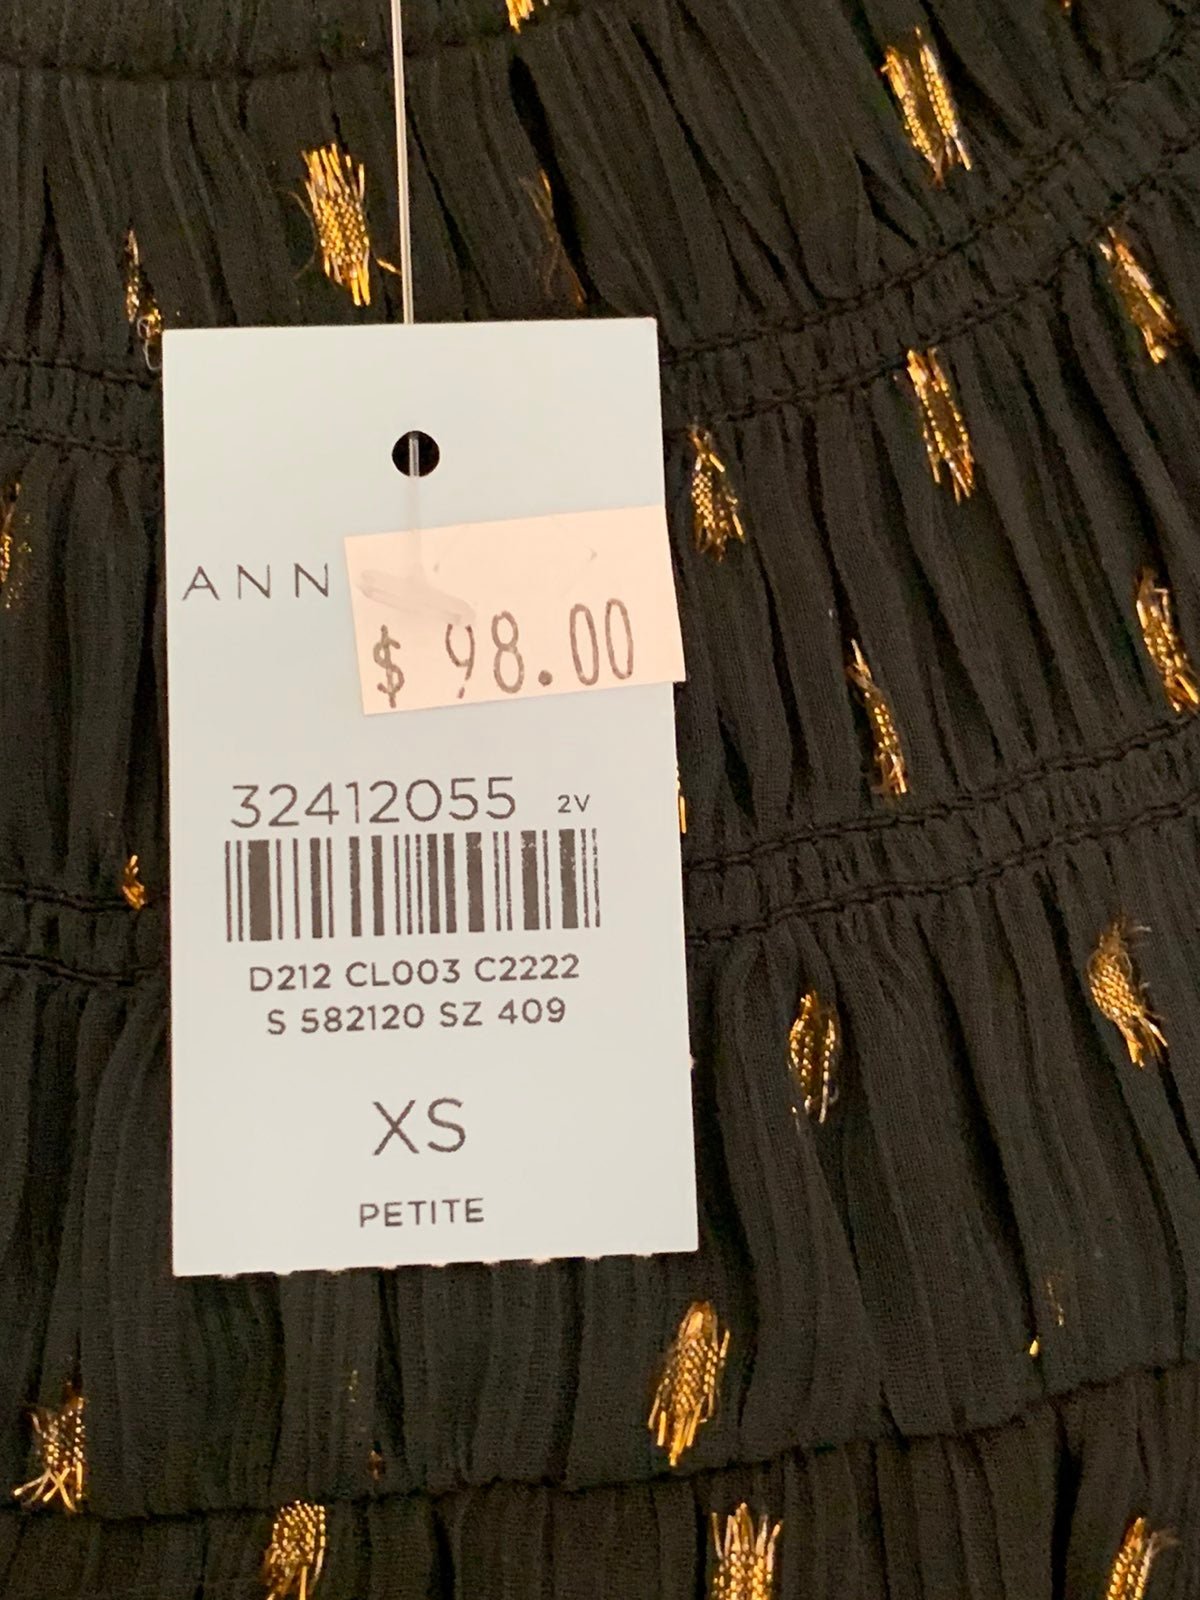 ANN
$ 98.00
32412055 2V
D212 CL003 C2222
S 582120 SZ 409
XS
PETITE